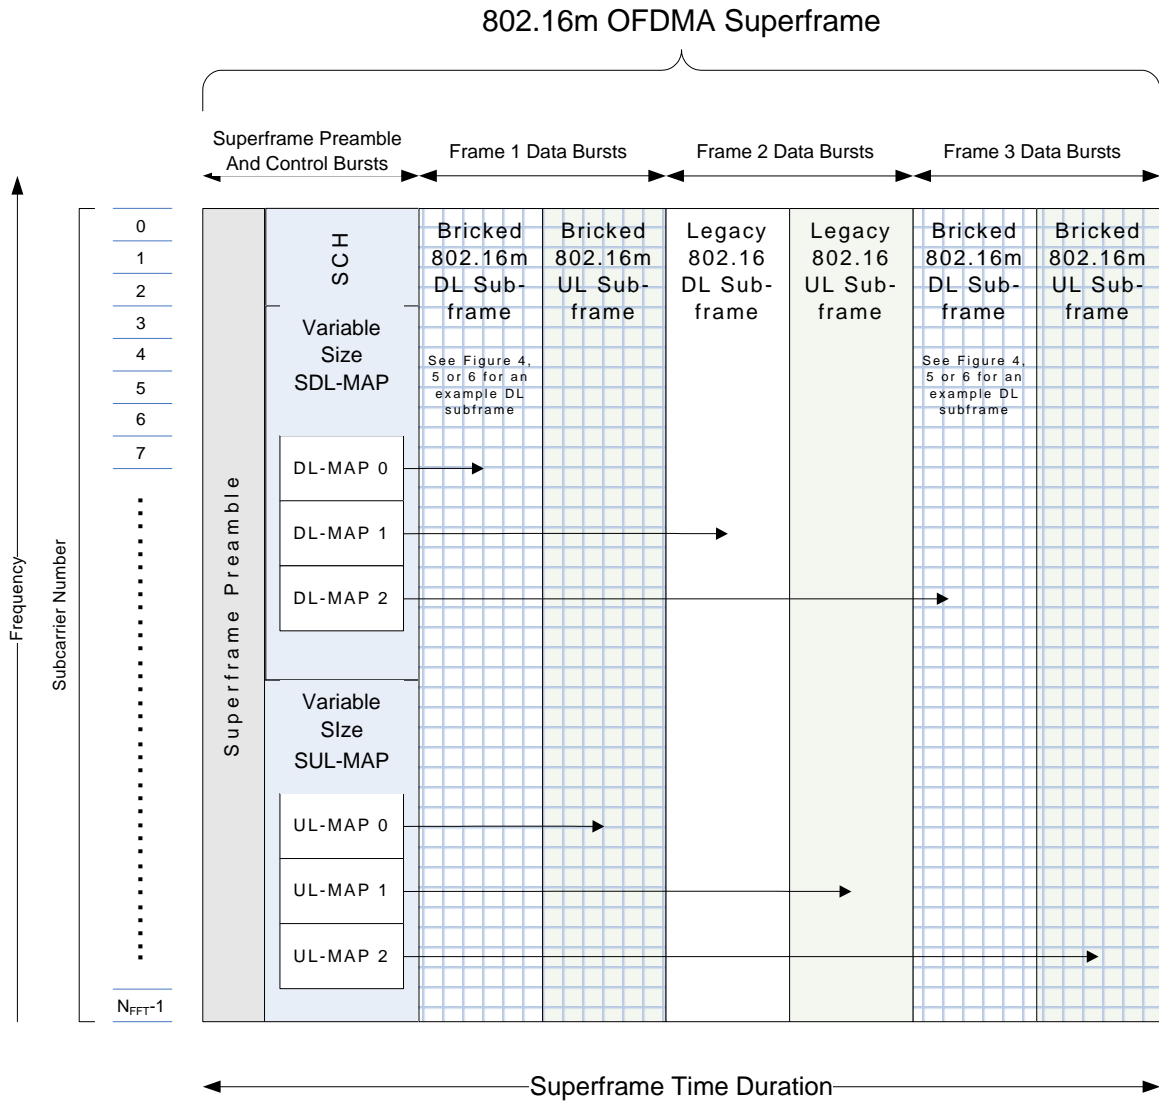 802.16m OFDMA Superframe
Superframe Preamble
And Control Bursts
Frame 1 Data Bursts
Frame 2 Data Bursts
Frame 3 Data Bursts
Frequency
Subcarrier Number
0
1
2
3
4
5
6
7
NFFT-1
Superframe Preamble
SCH
Variable
Size
SDL-MAP
DL-MAP 0
DL-MAP 1
DL-MAP 2
Variable
SIze
SUL-MAP
UL-MAP 0
UL-MAP 1
UL-MAP 2
Bricked
802.16m
DL Sub-
frame
See Figure 4,
5 or 6 for an
example DL
subframe
Bricked
802.16m
UL Sub-
frame
Legacy
802.16
DL Sub-
frame
Legacy
802.16
UL Sub-
frame
Bricked
802.16m
DL Sub-
frame
See Figure 4,
5 or 6 for an
example DL
subframe
Bricked
802.16m
UL Sub-
frame
Superframe Time Duration